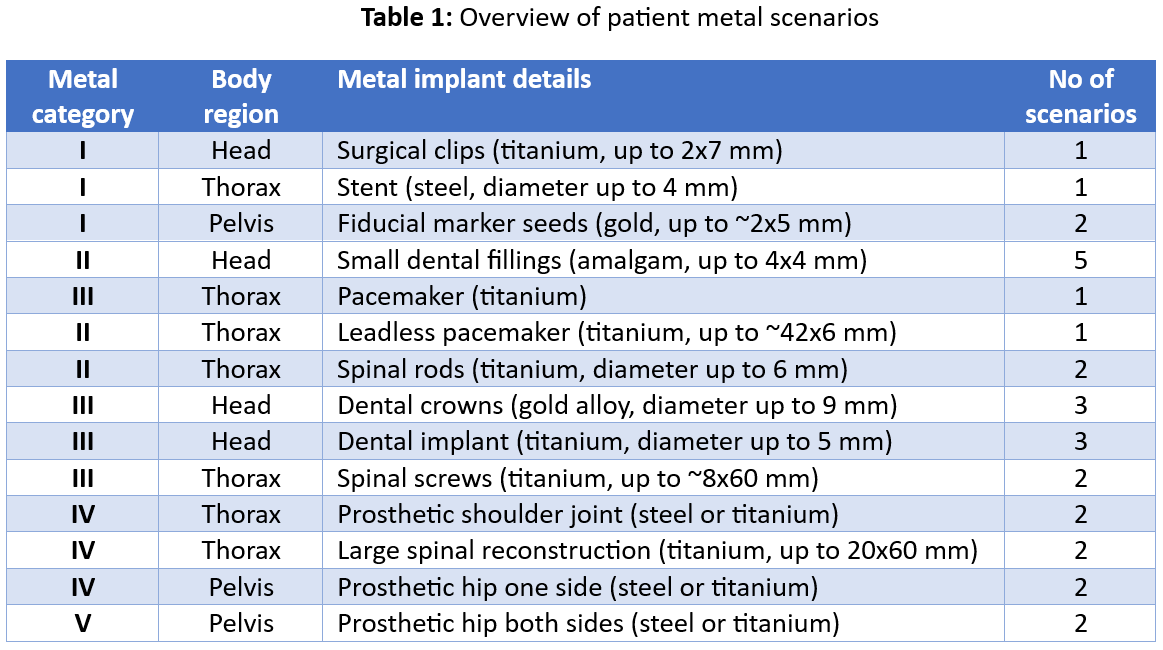 Table 1: Overview of patient metal scenarios
Metal category Body region Metal implant details No of scenarios
I Head Surgical clips (titanium, up to 2x7 mm) 1
I Thorax Stent (steel, diameter up to 4 mm) 1
I Pelvis Fiducial marker seeds (gold, up to ~2x5 mm) 2
II Head Small dental fillings (amalgam, up to 4x4 mm) 5
III Thorax Pacemaker (titanium) 1
II Thorax Leadless pacemaker (titanium, up to ~42x6 mm) 1
II Thorax Spinal rods (titanium, diameter up to 6 mm) 2
III Head Dental crowns (gold alloy, diameter up to 9 mm) 3
III Head Dental implant (titanium, diameter up to 5 mm) 3
III Thorax Spinal screws (titanium, up to ~8x60 mm) 2
IV Thorax Prosthetic shoulder joint (steel or titanium) 2
IV Thorax Large spinal reconstruction (titanium, up to 20x60 mm) 2
IV Pelvis Prosthetic hip one side (steel or titanium) 2
V Pelvis Prosthetic hip both sides (steel or titanium) 2